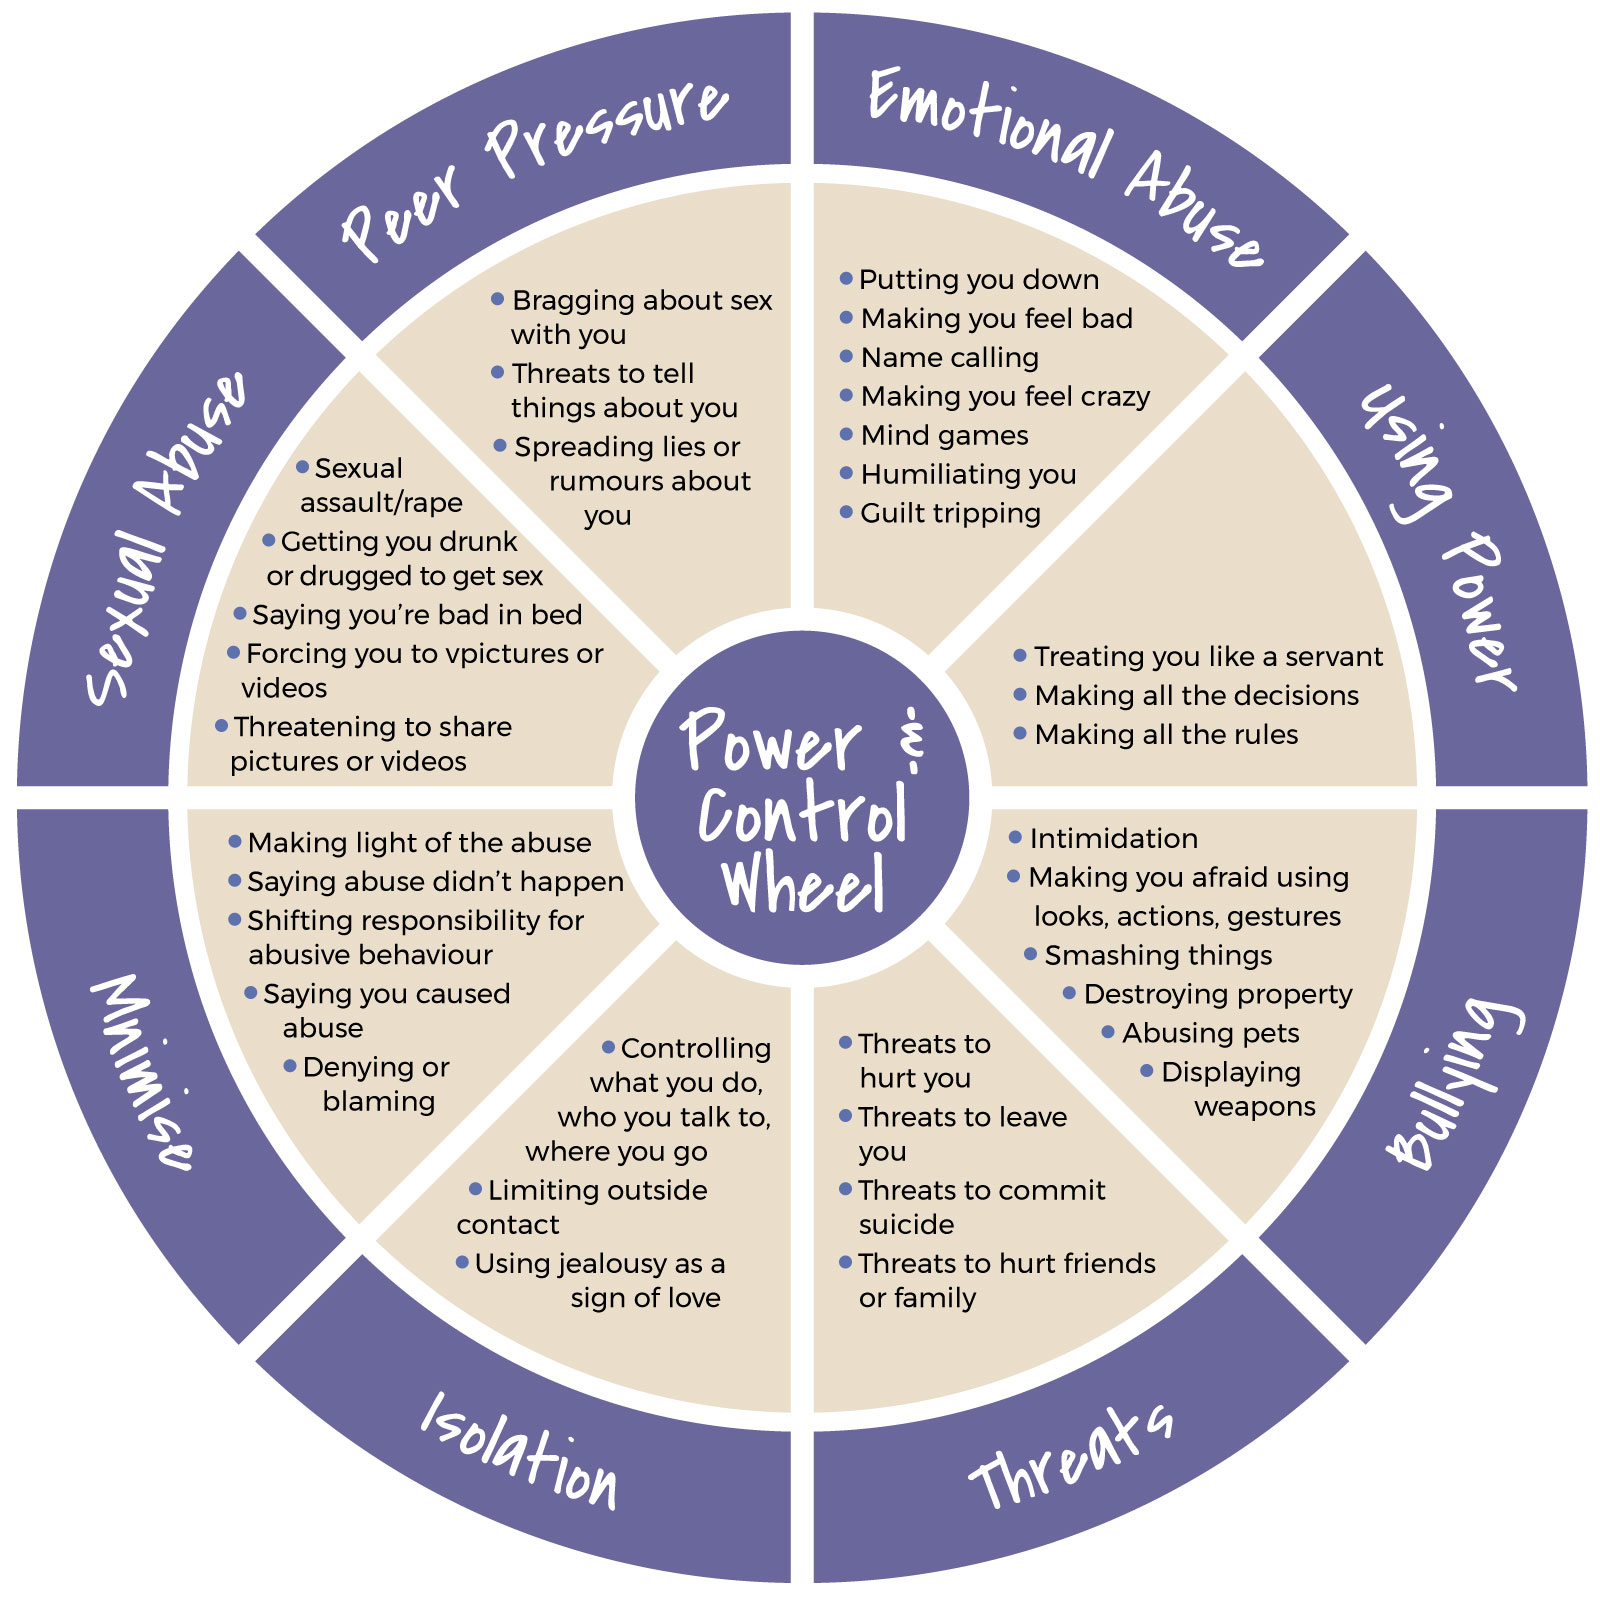 Peer Pressure
Bragging about sex
with you
Threats to tell
things about you
Spreading lies or
rumours about
you
Emotional Abuse
Putting you down
Making you feel bad
Name calling
Making you feel crazy
Mind games
Humiliating you
Guilt tripping
Using Power
Treating you like a servant
Making all the decisions
Making all the rules
Bullying
Intimidation
Making you afraid using
looks, actions, gestures
Smashing things
Destroying property
Abusing pets
Displaying
weapons
Threats
Threats to
hurt you
Threats to leave
you
Threats to commit
suicide
Threats to hurt friends
or family
Isolation
Controlling
what you do,
who you talk to,
where you go
Limiting outside
contact
Using jealousy as a
sign of love
Minimise
Making light of the abuse
Saying abuse didn’t happen
Shifting responsibility for
abusive behaviour
Saying you caused
abuse
Denying or
blaming
Sexual Abuse
Sexual
assault/rape
Getting you drunk
or drugged to get sex
Saying you’re bad in bed
Forcing you to vpictures or
videos
Threatening to share
pictures or videos
Power &
Control
Wheel